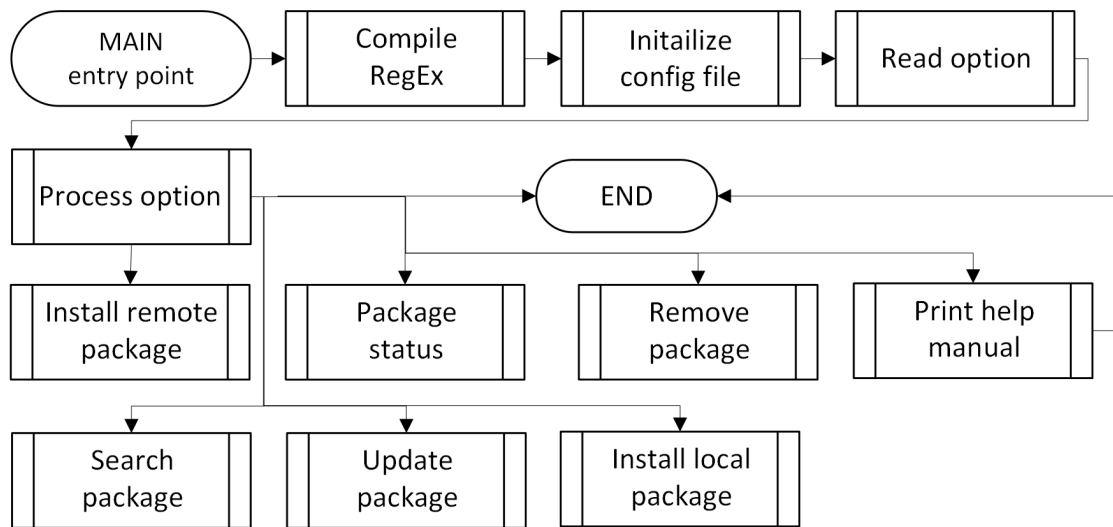 MAIN
entry point
Compile
RegEx
Initailize
config file
Read option
Process option
END
Install remote
package
Package
status
Remove
package
Print help
manual
Search
package
Update
package
Install local
package